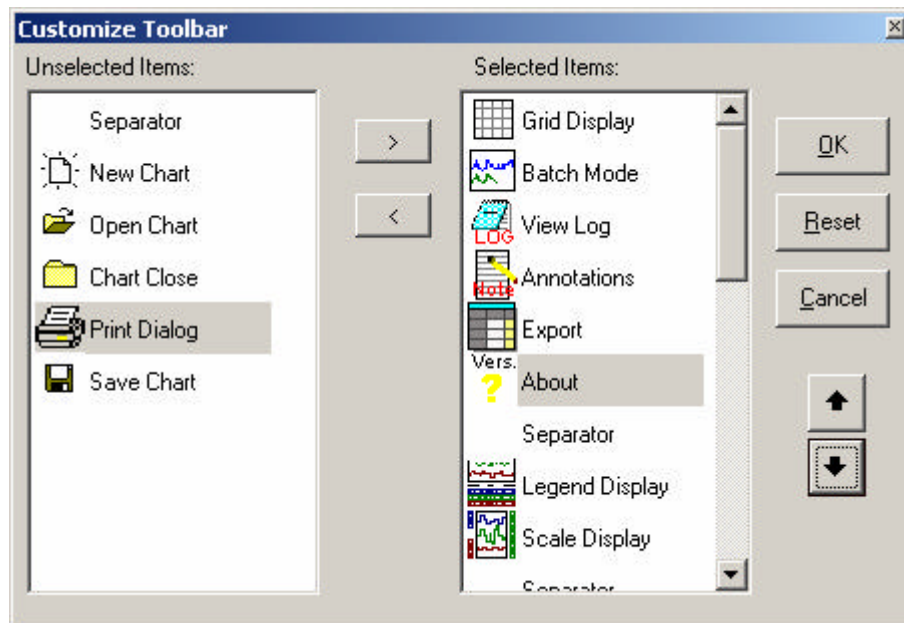 Customize Toolbar
Unselected Items:
Selected Items:
Separator
New Chart
Open Chart
Chart Close
Print Dialog
Save Chart
>
<
Grid Display
Batch Mode
LOG View Log
Note Annotations
Export
Vers. ? About
Separator
Legend Display
Scale Display
Separator
OK
Reset
Cancel